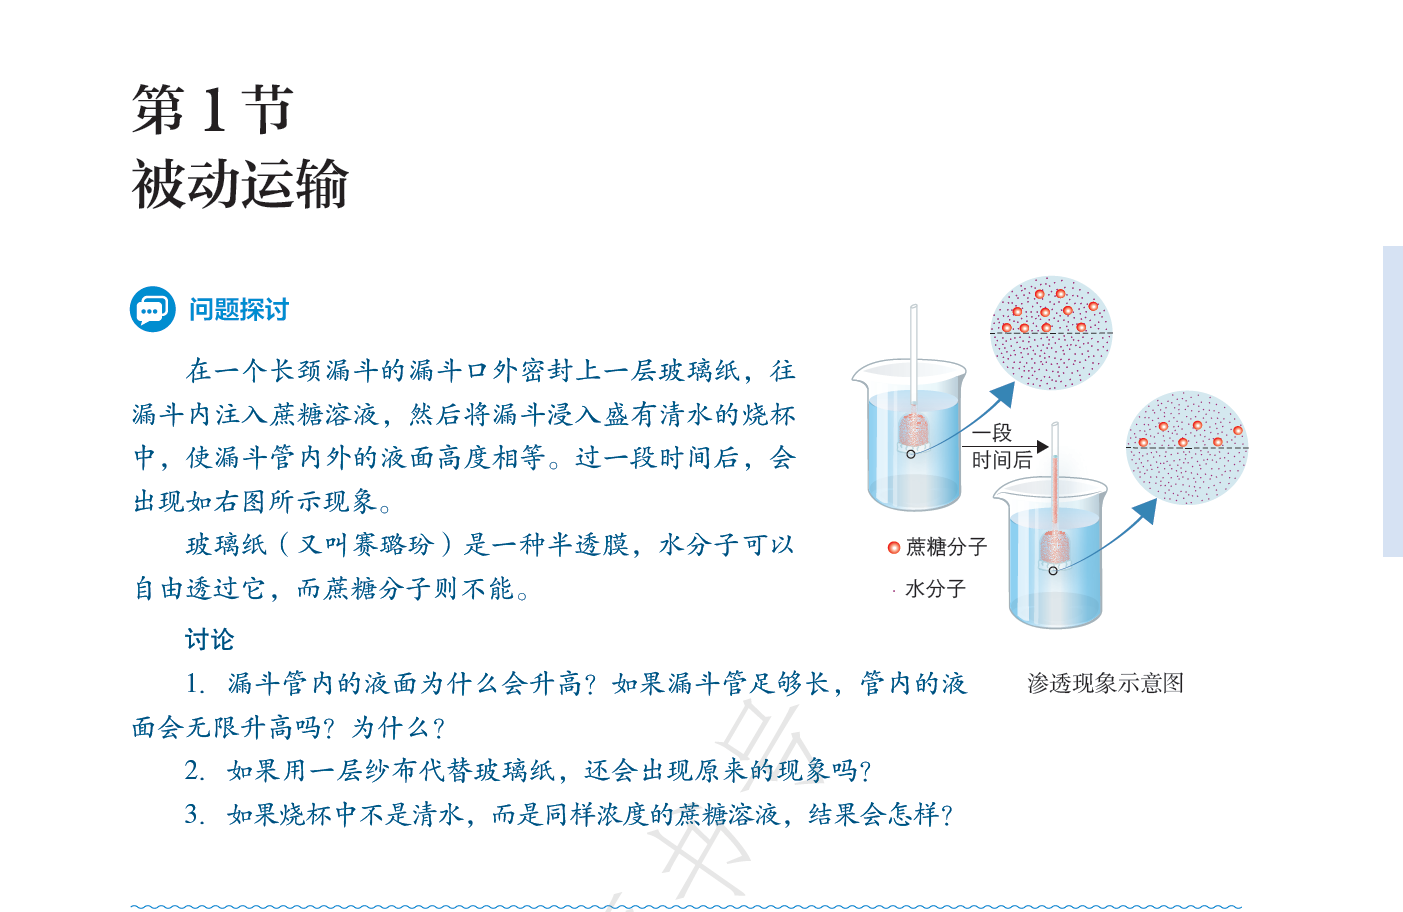 第1节
被动运输
问题探讨
在一个长颈漏斗的漏斗口外密封上一层玻璃纸，往
漏斗内注入蔗糖溶液，然后将漏斗浸入盛有清水的烧杯
中，使漏斗管内外的液面高度相等。过一段时间后，会
出现如右图所示现象。
玻璃纸（又叫赛璐玢）是一种半透膜，水分子可以
自由透过它，而蔗糖分子则不能。
讨论
1. 漏斗管内的液面为什么会升高？如果漏斗管足够长，管内的液
面会无限升高吗？为什么？
2. 如果用一层纱布代替玻璃纸，还会出现原来的现象吗？
3. 如果烧杯中不是清水，而是同样浓度的蔗糖溶液，结果会怎样？
一段
时间后
蔗糖分子
水分子
渗透现象示意图
号
书